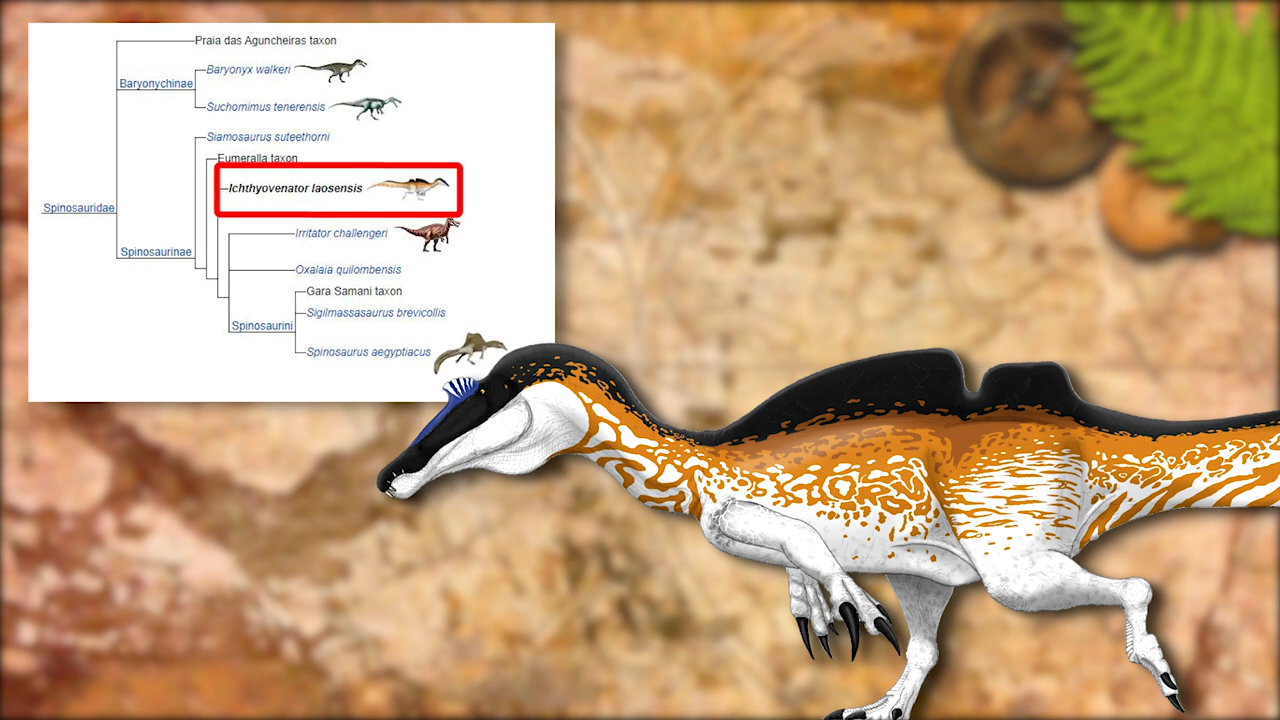 Praia das Aguncheiras taxon
Baryonyx walkeri
Baryonychinae
Suchomimus tenerensis
Siamosaurus suteethorni
Eumeralla taxon
Ichthyovenator laosensis
Spinosauridae
Irritator challengeri
Spinosaurinae
Oxalaia quilombensis
Gara Samani taxon
Sigilmassasaurus brevicollis
Spinosaurini
Spinosaurus aegyptiacus